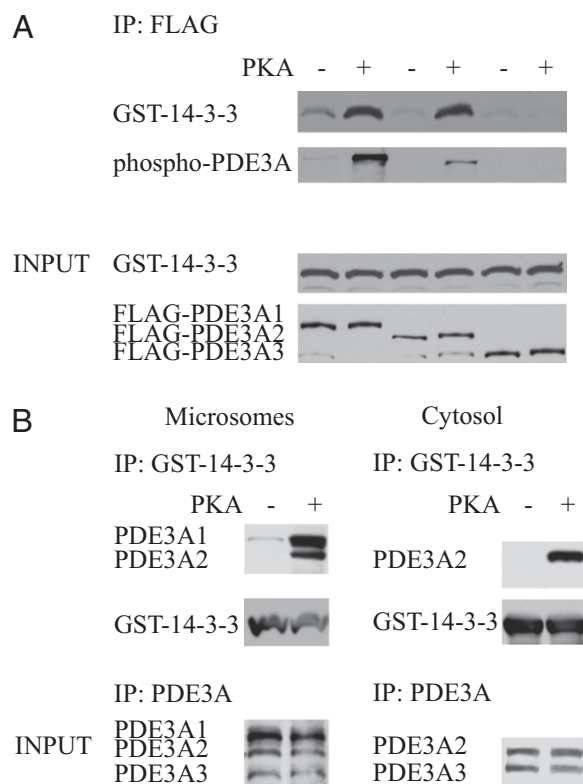 A
IP: FLAG
PKA - + - + - +
GST-14-3-3
phospho-PDE3A
INPUT GST-14-3-3
FLAG-PDE3A1
FLAG-PDE3A2
FLAG-PDE3A3
B
Microsomes
IP: GST-14-3-3
PKA - +
PDE3A1
PDE3A2
GST-14-3-3
IP: PDE3A
INPUT
PDE3A1
PDE3A2
PDE3A3
Cytosol
IP: GST-14-3-3
PKA - +
PDE3A2
GST-14-3-3
IP: PDE3A
PDE3A2
PDE3A3